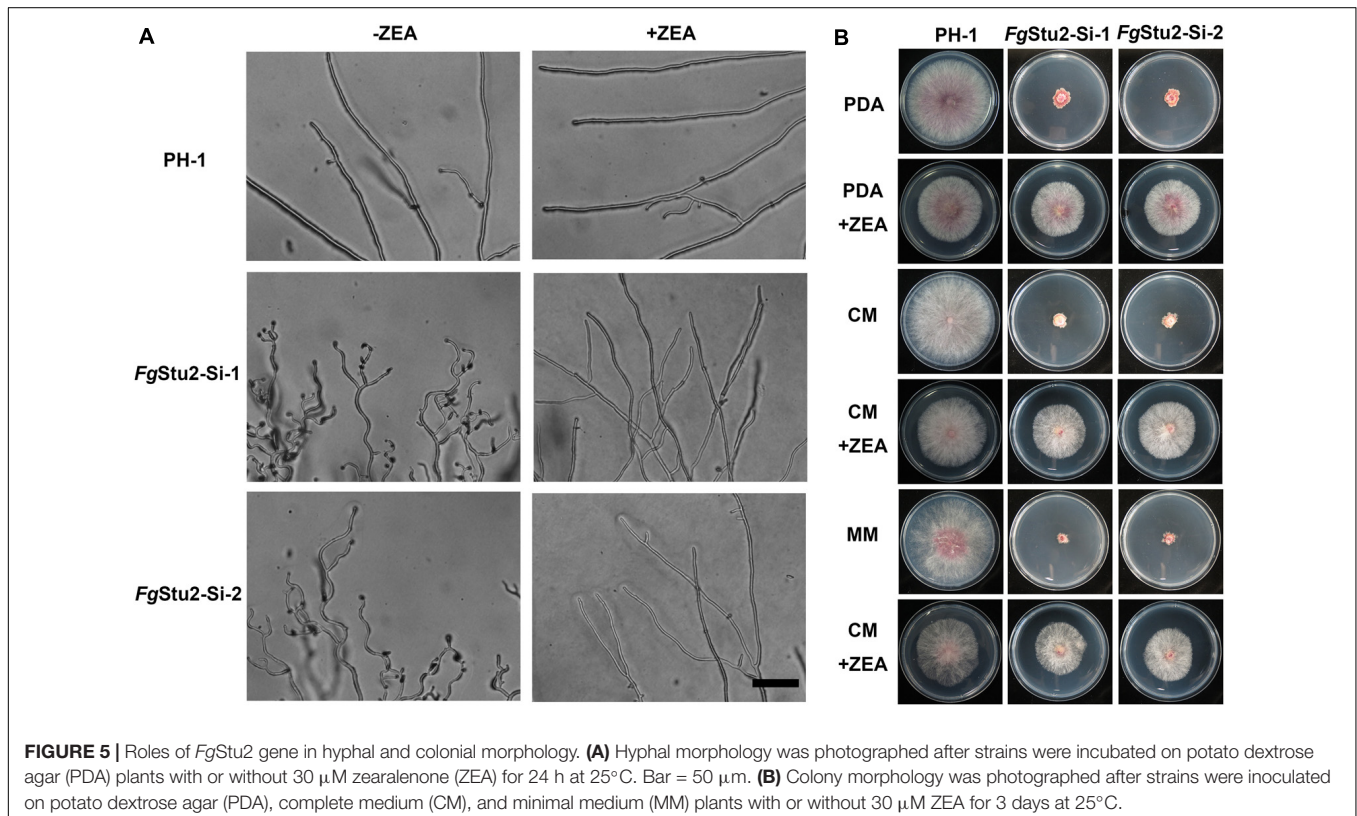 A
-ZEA
+ZEA
PH-1
FgStu2-Si-1
FgStu2-Si-2
B
PH-1 FgStu2-Si-1 FgStu2-Si-2
PDA
PDA
+ZEA
CM
CM
+ZEA
MM
CM
+ZEA
FIGURE 5 | Roles of FgStu2 gene in hyphal and colonial morphology. (A) Hyphal morphology was photographed after strains were incubated on potato dextrose
agar (PDA) plants with or without 30 μM zearalenone (ZEA) for 24 h at 25°C. Bar = 50 μm. (B) Colony morphology was photographed after strains were inoculated
on potato dextrose agar (PDA), complete medium (CM), and minimal medium (MM) plants with or without 30 μM ZEA for 3 days at 25°C.